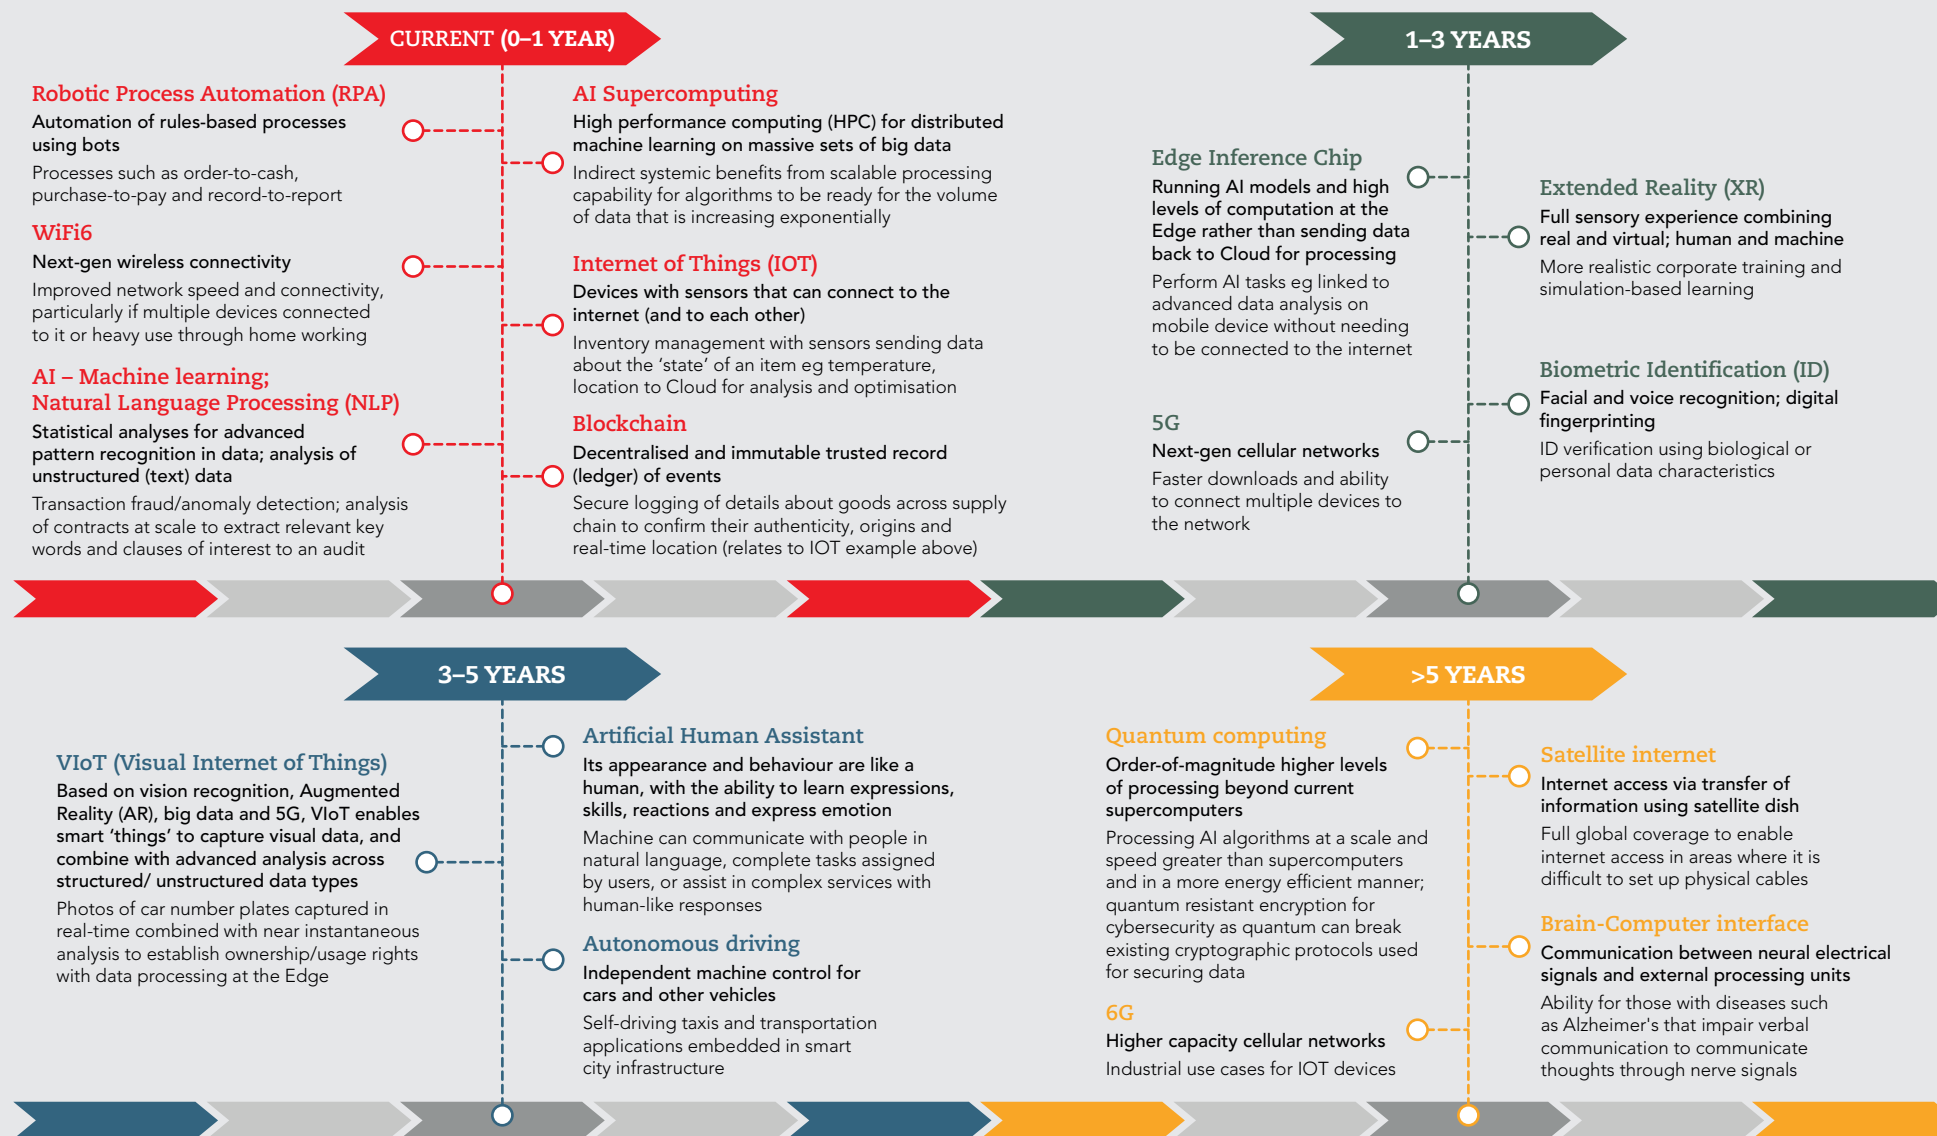 CURRENT (0–1 YEAR)
Robotic Process Automation (RPA)
Automation of rules-based processes
using bots
Processes such as order-to-cash,
purchase-to-pay and record-to-report
WiFi6
Next-gen wireless connectivity
Improved network speed and connectivity,
particularly if multiple devices connected
to it or heavy use through home working
AI – Machine learning;
Natural Language Processing (NLP)
Statistical analyses for advanced
pattern recognition in data; analysis of
unstructured (text) data
Transaction fraud/anomaly detection; analysis
of contracts at scale to extract relevant key
words and clauses of interest to an audit
AI Supercomputing
High performance computing (HPC) for distributed
machine learning on massive sets of big data
Indirect systemic benefits from scalable processing
capability for algorithms to be ready for the volume
of data that is increasing exponentially
Internet of Things (IOT)
Devices with sensors that can connect to the
internet (and to each other)
Inventory management with sensors sending data
about the ‘state’ of an item eg temperature,
location to Cloud for analysis and optimisation
Blockchain
Decentralised and immutable trusted record
(ledger) of events
Secure logging of details about goods across supply
chain to confirm their authenticity, origins and
real-time location (relates to IOT example above)
1–3 YEARS
Edge Inference Chip
Running AI models and high
levels of computation at the
Edge rather than sending data
back to Cloud for processing
Perform AI tasks eg linked to
advanced data analysis on
mobile device without needing
to be connected to the internet
5G
Next-gen cellular networks
Faster downloads and ability
to connect multiple devices to
the network
Extended Reality (XR)
Full sensory experience combining
real and virtual; human and machine
More realistic corporate training and
simulation-based learning
Biometric Identification (ID)
Facial and voice recognition; digital
fingerprinting
ID verification using biological or
personal data characteristics
3–5 YEARS
VIoT (Visual Internet of Things)
Based on vision recognition, Augmented
Reality (AR), big data and 5G, VIoT enables
smart ‘things’ to capture visual data, and
combine with advanced analysis across
structured/ unstructured data types
Photos of car number plates captured in
real-time combined with near instantaneous
analysis to establish ownership/usage rights
with data processing at the Edge
Artificial Human Assistant
Its appearance and behaviour are like a
human, with the ability to learn expressions,
skills, reactions and express emotion
Machine can communicate with people in
natural language, complete tasks assigned
by users, or assist in complex services with
human-like responses
Autonomous driving
Independent machine control for
cars and other vehicles
Self-driving taxis and transportation
applications embedded in smart
city infrastructure
>5 YEARS
Quantum computing
Order-of-magnitude higher levels
of processing beyond current
supercomputers
Processing AI algorithms at a scale and
speed greater than supercomputers
and in a more energy efficient manner;
quantum resistant encryption for
cybersecurity as quantum can break
existing cryptographic protocols used
for securing data
6G
Higher capacity cellular networks
Industrial use cases for IOT devices
Satellite internet
Internet access via transfer of
information using satellite dish
Full global coverage to enable
internet access in areas where it is
difficult to set up physical cables
Brain-Computer interface
Communication between neural electrical
signals and external processing units
Ability for those with diseases such
as Alzheimer's that impair verbal
communication to communicate
thoughts through nerve signals